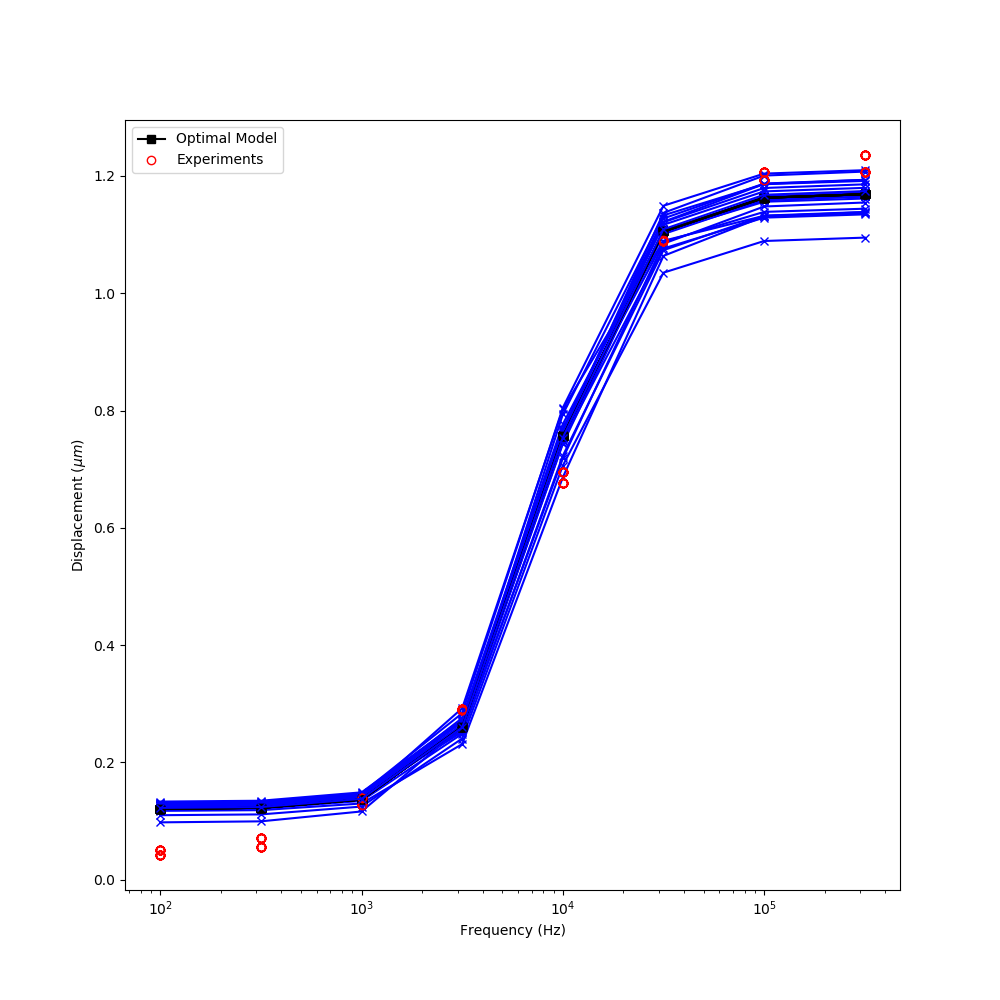 Optimal Model
Experiments
1.2
1.0
0.8
0.6
0.4
0.2
0.0
Displacement (μm)
10²
10³
10⁴
10⁵
Frequency (Hz)